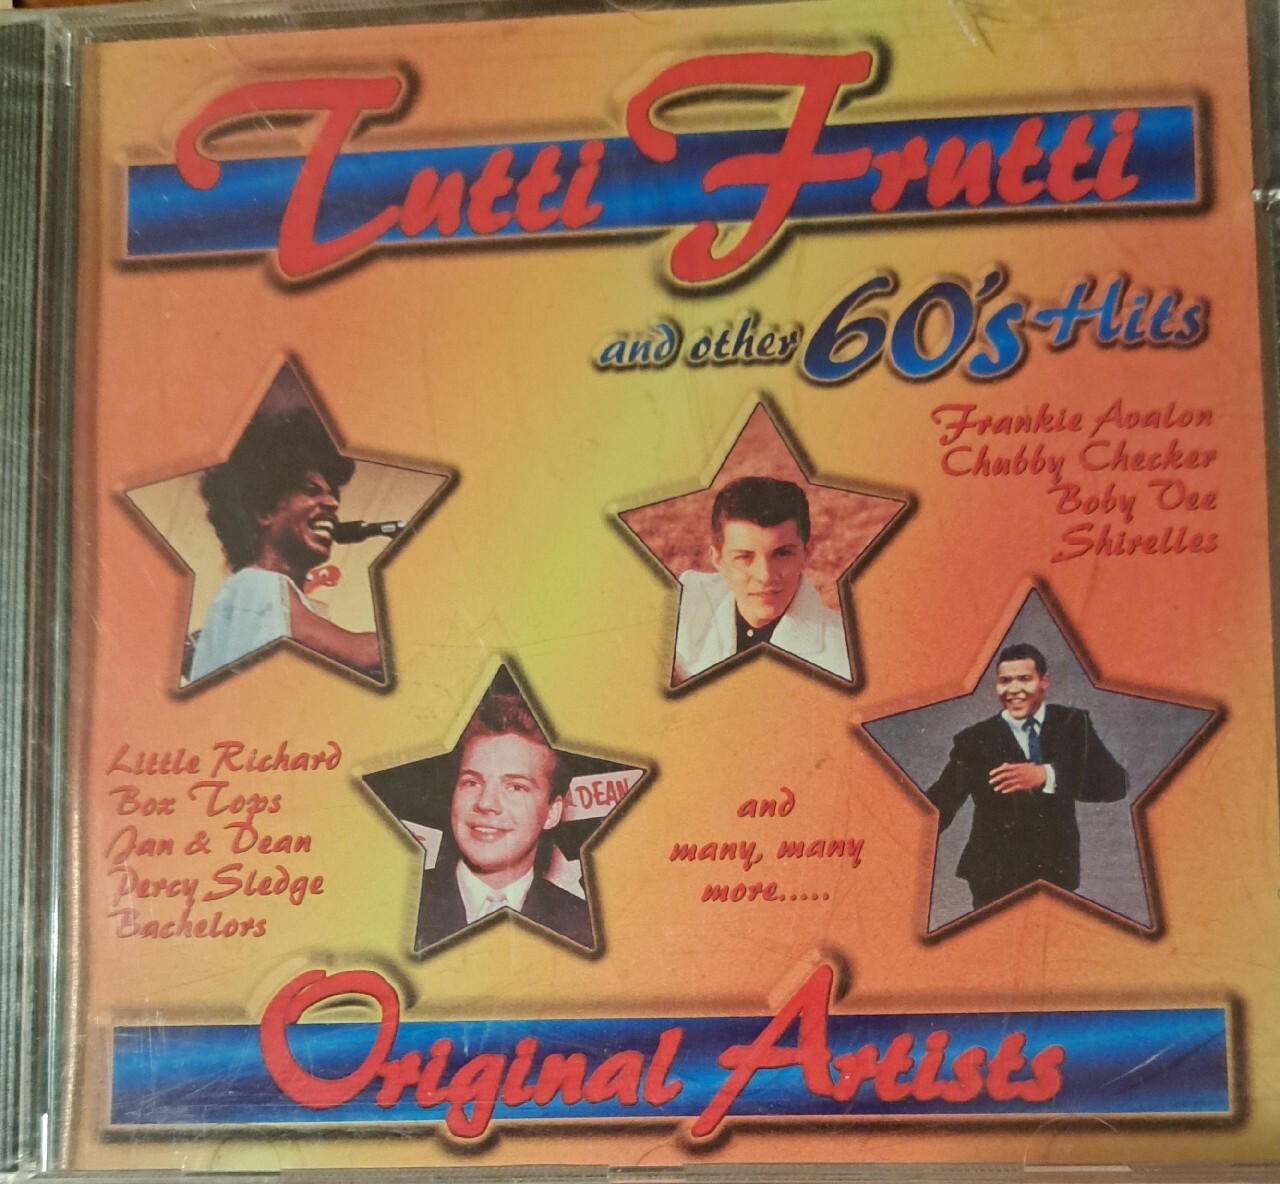 Tutti Frutti
and other 60's Hits
Frankie Avalon
Chubby Checker
Boby Vee
Shirelles
DEAN
Little Richard
Box Tops
Jan & Dean
Percy Sledge
Bachelors
and
many, many
more.....
Original Artists